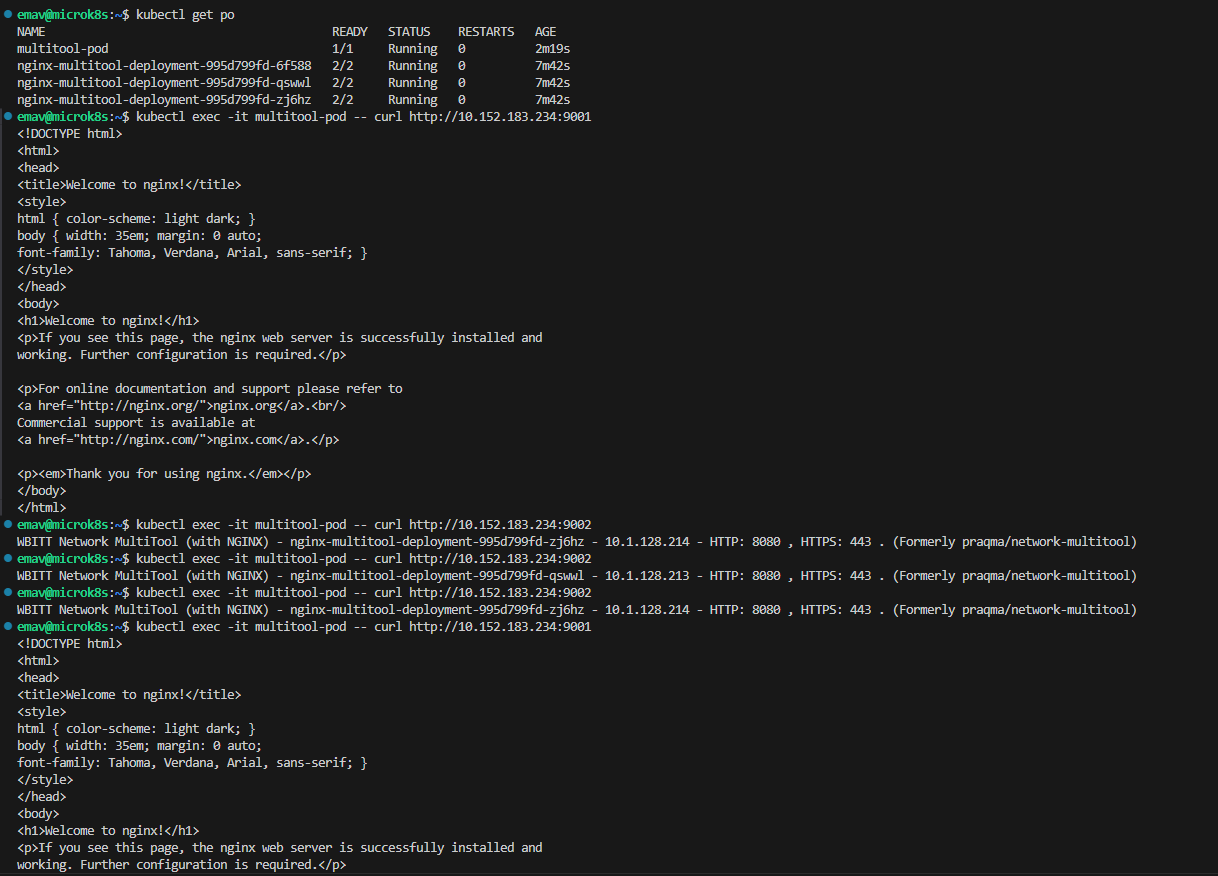 emav@microk8s:~$ kubectl get po
NAME READY STATUS RESTARTS AGE
multitool-pod 1/1 Running 0 2m19s
nginx-multitool-deployment-995d799fd-6f588 2/2 Running 0 7m42s
nginx-multitool-deployment-995d799fd-qswwl 2/2 Running 0 7m42s
nginx-multitool-deployment-995d799fd-zj6hz 2/2 Running 0 7m42s
emav@microk8s:~$ kubectl exec -it multitool-pod -- curl http://10.152.183.234:9001
<!DOCTYPE html>
<html>
<head>
<title>Welcome to nginx!</title>
<style>
html { color-scheme: light dark; }
body { width: 35em; margin: 0 auto;
font-family: Tahoma, Verdana, Arial, sans-serif; }
</style>
</head>
<body>
<h1>Welcome to nginx!</h1>
<p>If you see this page, the nginx web server is successfully installed and
working. Further configuration is required.</p>
<p>For online documentation and support please refer to
<a href="http://nginx.org/">nginx.org</a>.<br/>
Commercial support is available at
<a href="http://nginx.com/">nginx.com</a>.</p>
<p><em>Thank you for using nginx.</em></p>
</body>
</html>
emav@microk8s:~$ kubectl exec -it multitool-pod -- curl http://10.152.183.234:9002
WBITT Network MultiTool (with NGINX) - nginx-multitool-deployment-995d799fd-zj6hz - 10.1.128.214 - HTTP: 8080 , HTTPS: 443 . (Formerly praqma/network-multitool)
emav@microk8s:~$ kubectl exec -it multitool-pod -- curl http://10.152.183.234:9002
WBITT Network MultiTool (with NGINX) - nginx-multitool-deployment-995d799fd-qswwl - 10.1.128.213 - HTTP: 8080 , HTTPS: 443 . (Formerly praqma/network-multitool)
emav@microk8s:~$ kubectl exec -it multitool-pod -- curl http://10.152.183.234:9002
WBITT Network MultiTool (with NGINX) - nginx-multitool-deployment-995d799fd-zj6hz - 10.1.128.214 - HTTP: 8080 , HTTPS: 443 . (Formerly praqma/network-multitool)
emav@microk8s:~$ kubectl exec -it multitool-pod -- curl http://10.152.183.234:9001
<!DOCTYPE html>
<html>
<head>
<title>Welcome to nginx!</title>
<style>
html { color-scheme: light dark; }
body { width: 35em; margin: 0 auto;
font-family: Tahoma, Verdana, Arial, sans-serif; }
</style>
</head>
<body>
<h1>Welcome to nginx!</h1>
<p>If you see this page, the nginx web server is successfully installed and
working. Further configuration is required.</p>